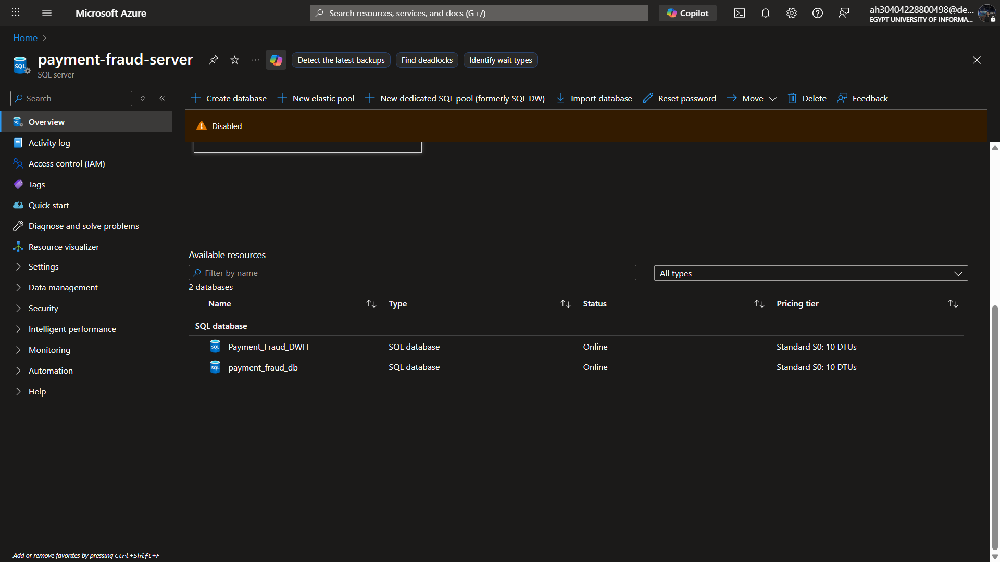 Microsoft Azure
Search resources, services, and docs (G+/)
Copilot
ah30404228800498@de...
EGYPT UNIVERSITY OF INFORMA...
Home
payment-fraud-server
SQL server
Detect the latest backups
Find deadlocks
Identify wait types
Search
Create database
New elastic pool
New dedicated SQL pool (formerly SQL DW)
Import database
Reset password
Move
Delete
Feedback
Disabled
Overview
Activity log
Access control (IAM)
Tags
Quick start
Diagnose and solve problems
Resource visualizer
Settings
Data management
Security
Intelligent performance
Monitoring
Automation
Help
Add or remove favorites by pressing Ctrl+Shift+F
Available resources
Filter by name
All types
2 databases
Name Type Status Pricing tier
SQL database
Payment_Fraud_DWH SQL database Online Standard S0: 10 DTUs
payment_fraud_db SQL database Online Standard S0: 10 DTUs